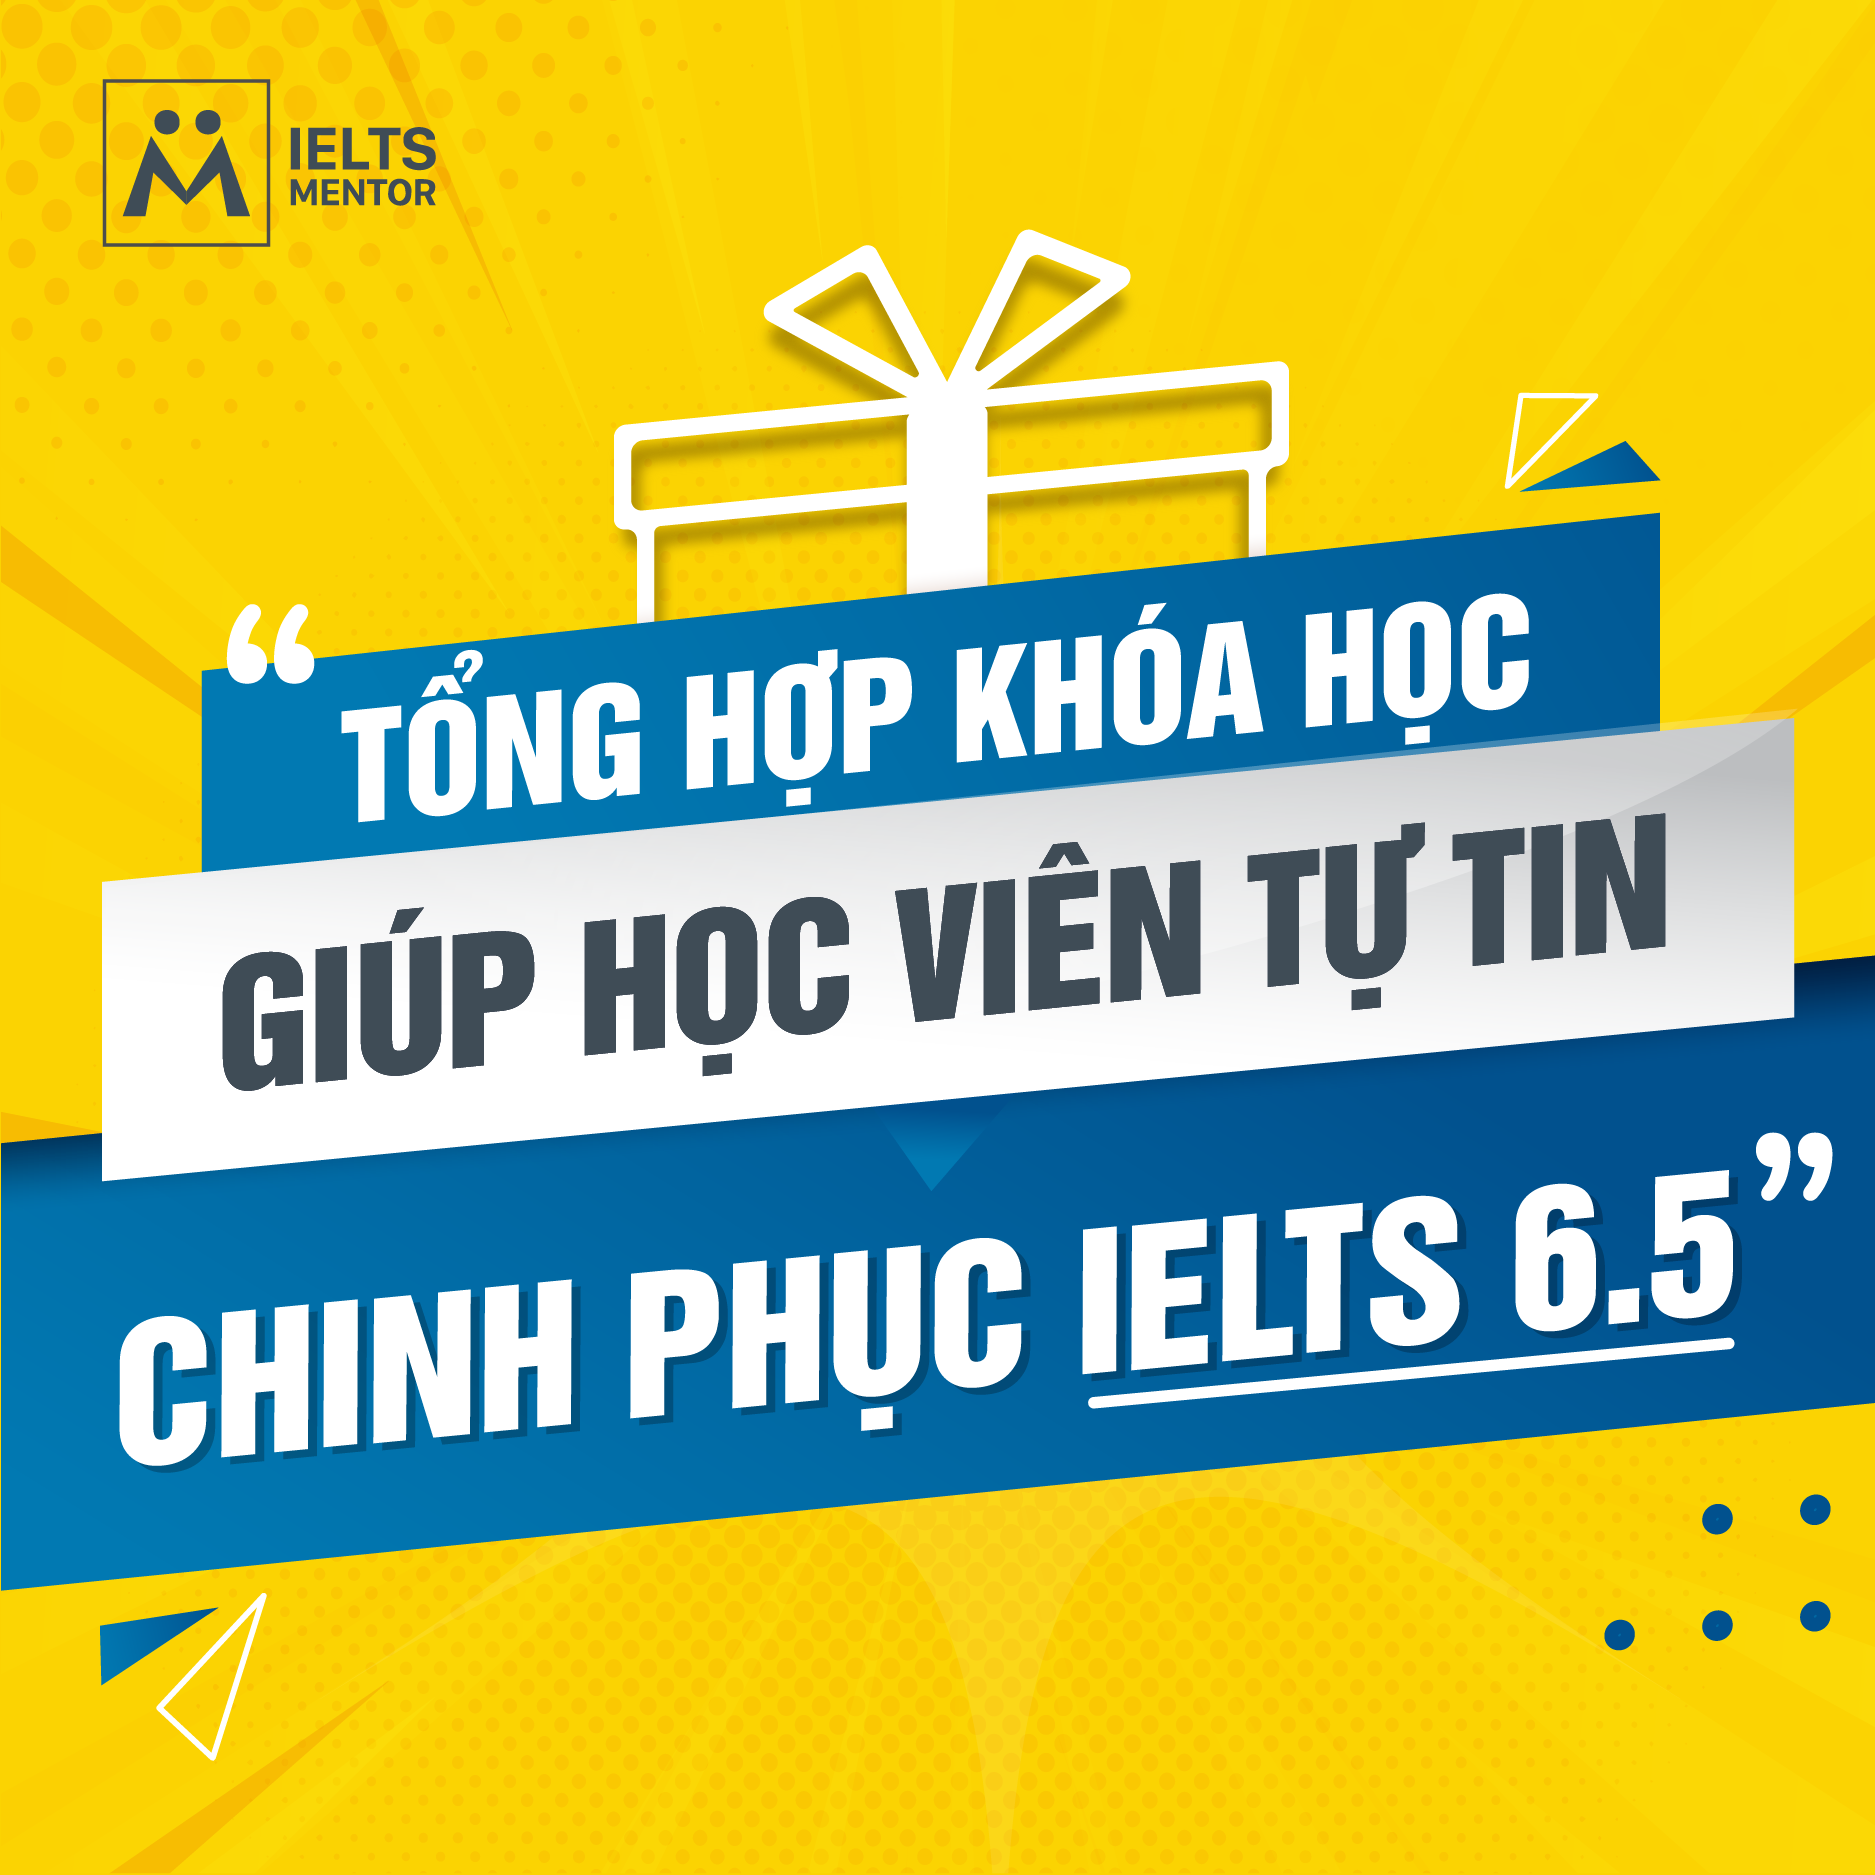 IELTS
MENTOR
“TỔNG HỢP KHÓA HỌC
GIÚP HỌC VIÊN TỰ TIN
CHINH PHỤC IELTS 6.5”